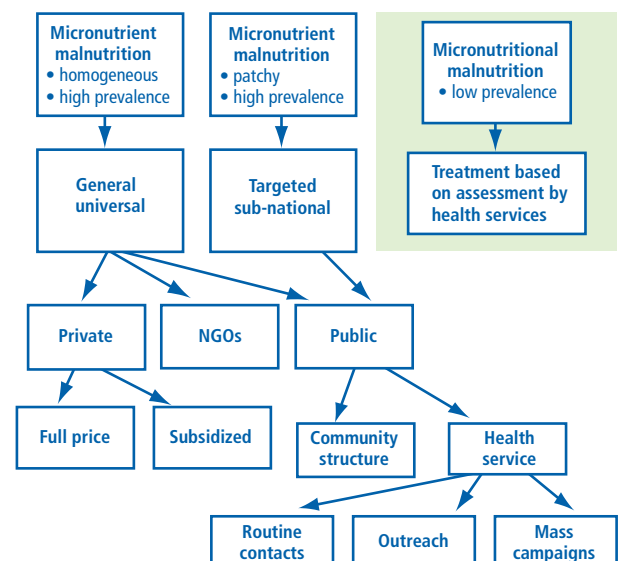 Micronutrient
malnutrition
• homogeneous
• high prevalence
Micronutrient
malnutrition
• patchy
• high prevalence
Micronutritional
malnutrition
• low prevalence
General
universal
Targeted
sub-national
Treatment based
on assessment by
health services
Private
NGOs
Public
Full price
Subsidized
Community
structure
Health
service
Routine
contacts
Outreach
Mass
campaigns